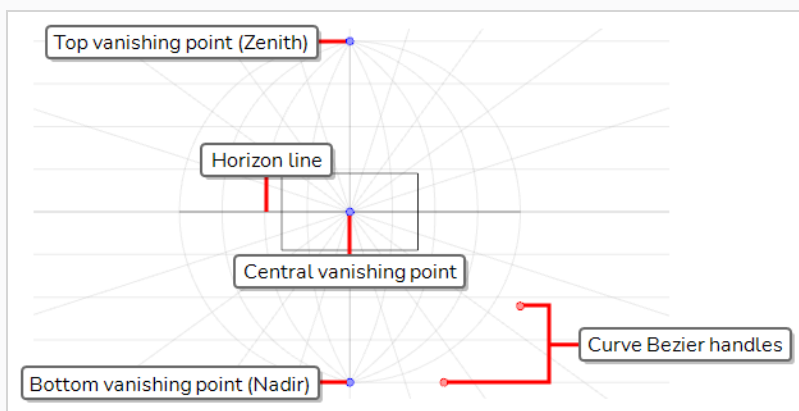 Top vanishing point (Zenith)
Horizon line
Central vanishing point
Curve Bezier handles
Bottom vanishing point (Nadir)